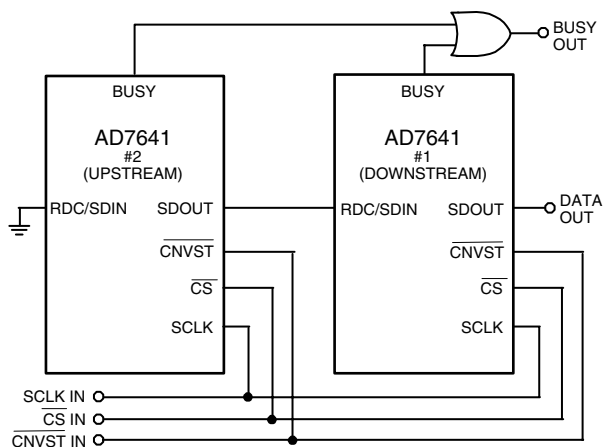 BUSY
OUT
BUSY
AD7641
#2
(UPSTREAM)
RDC/SDIN
SDOUT
CNVST
CS
SCLK
BUSY
AD7641
#1
(DOWNSTREAM)
RDC/SDIN
SDOUT
CNVST
CS
SCLK
DATA
OUT
SCLK IN
CS IN
CNVST IN